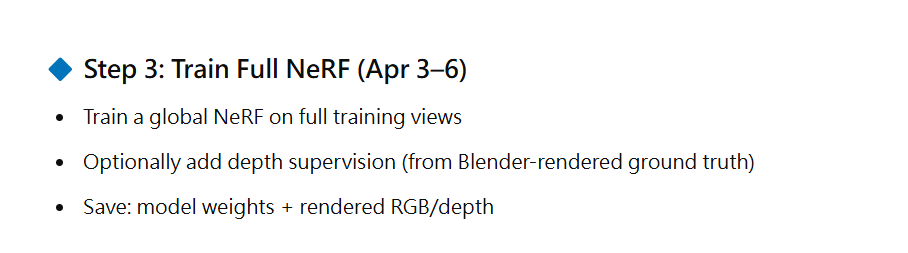 Step 3: Train Full NeRF (Apr 3–6)
Train a global NeRF on full training views
Optionally add depth supervision (from Blender-rendered ground truth)
Save: model weights + rendered RGB/depth